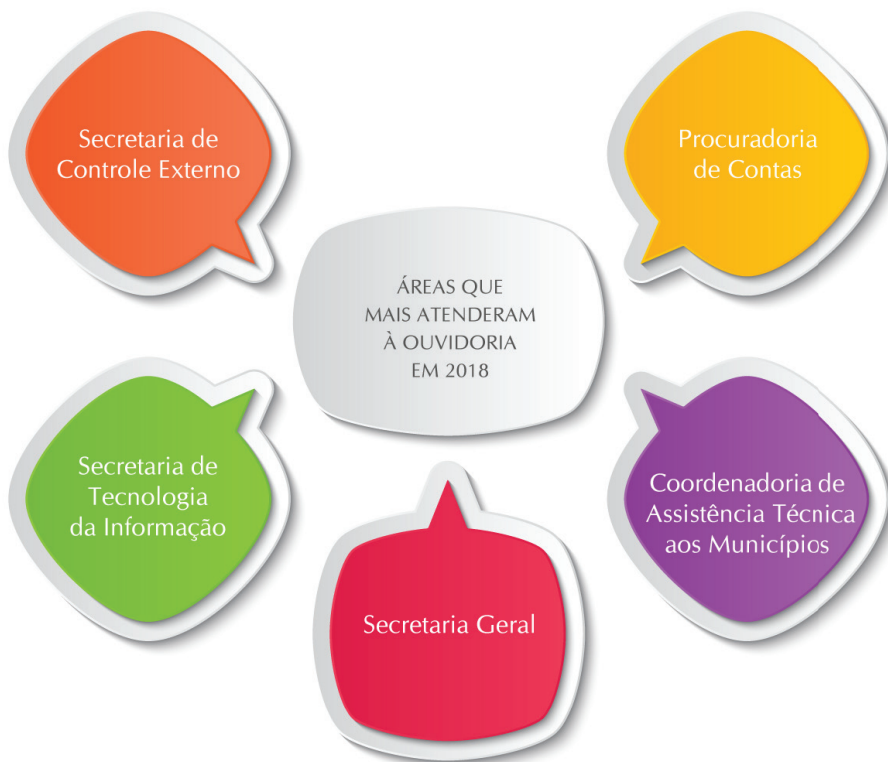 Secretaria de
Controle Externo
Procuradoria
de Contas
ÁREAS QUE
MAIS ATENDERAM
À OUVIDORIA
EM 2018
Secretaria de
Tecnologia
da Informação
Coordenadoria de
Assistência Técnica
aos Municípios
Secretaria Geral